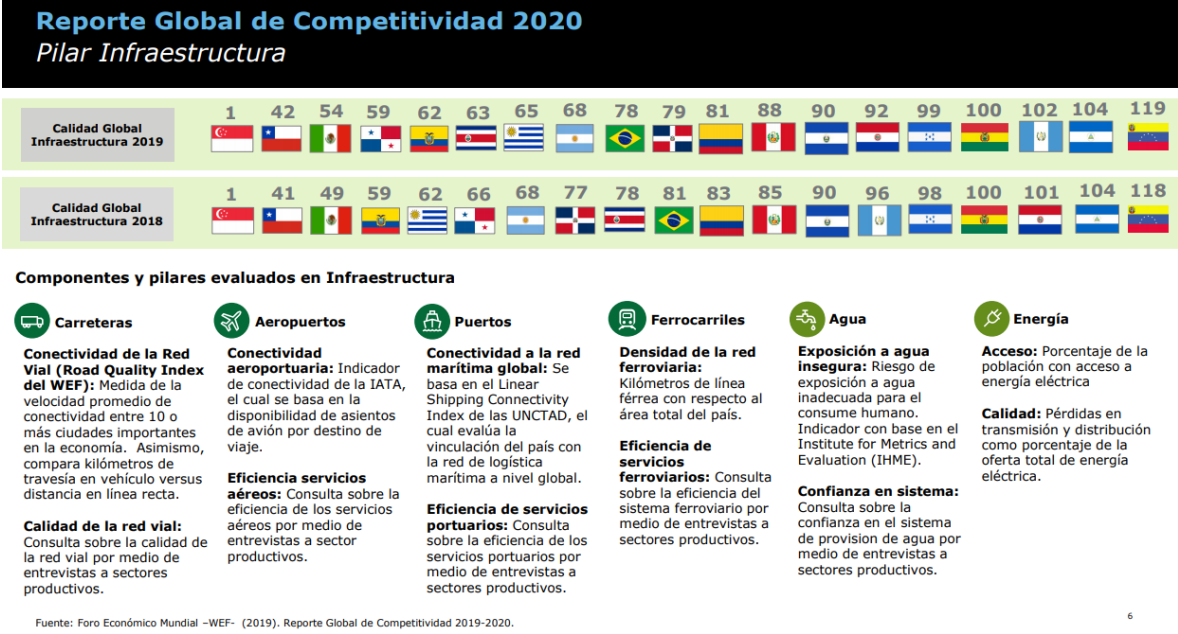 Reporte Global de Competitividad 2020
Pilar Infraestructura
Calidad Global
Infraestructura 2019
1 42 54 59 62 63 65 68 78 79 81 88 90 92 99 100 102 104 119
Calidad Global
Infraestructura 2018
1 41 49 59 62 66 68 77 78 81 83 85 90 96 98 100 101 104 118
Componentes y pilares evaluados en Infraestructura
Carreteras
Conectividad de la Red
Vial (Road Quality Index
del WEF): Medida de la
velocidad promedio de
conectividad entre 10 o
más ciudades importantes
en la economía. Asimismo,
compara kilómetros de
travesía en vehículo versus
distancia en línea recta.
Calidad de la red vial:
Consulta sobre la calidad de
la red vial por medio de
entrevistas a sectores
productivos.
Aeropuertos
Conectividad
aeroportuaria: Indicador
de conectividad de la IATA,
el cual se basa en la
disponibilidad de asientos
de avión por destino de
viaje.
Eficiencia servicios
aéreos: Consulta sobre la
eficiencia de los servicios
aéreos por medio de
entrevistas a sector
productivos.
Puertos
Conectividad a la red
marítima global: Se
basa en el Linear
Shipping Connectivity
Index de las UNCTAD, el
cual evalúa la
vinculación del país con
la red de logística
marítima a nivel global.
Eficiencia de servicios
portuarios: Consulta
sobre la eficiencia de los
servicios portuarios por
medio de entrevistas a
sectores productivos.
Ferrocarriles
Densidad de la red
ferroviaria:
Kilómetros de línea
férrea con respecto al
área total del país.
Eficiencia de
servicios
ferroviarios: Consulta
sobre la eficiencia del
sistema ferroviario por
medio de entrevistas a
sectores productivos.
Agua
Exposición a agua
insegura: Riesgo de
exposición a agua
inadecuada para el
consume humano.
Indicador con base en el
Institute for Metrics and
Evaluation (IHME).
Confianza en sistema:
Consulta sobre la
confianza en el sistema
de provision de agua por
medio de entrevistas a
sectores productivos.
Energía
Acceso: Porcentaje de la
población con acceso a
energía eléctrica
Calidad: Pérdidas en
transmisión y distribución
como porcentaje de la
oferta total de energía
eléctrica.
Fuente: Foro Económico Mundial –WEF- (2019). Reporte Global de Competitividad 2019-2020.
6